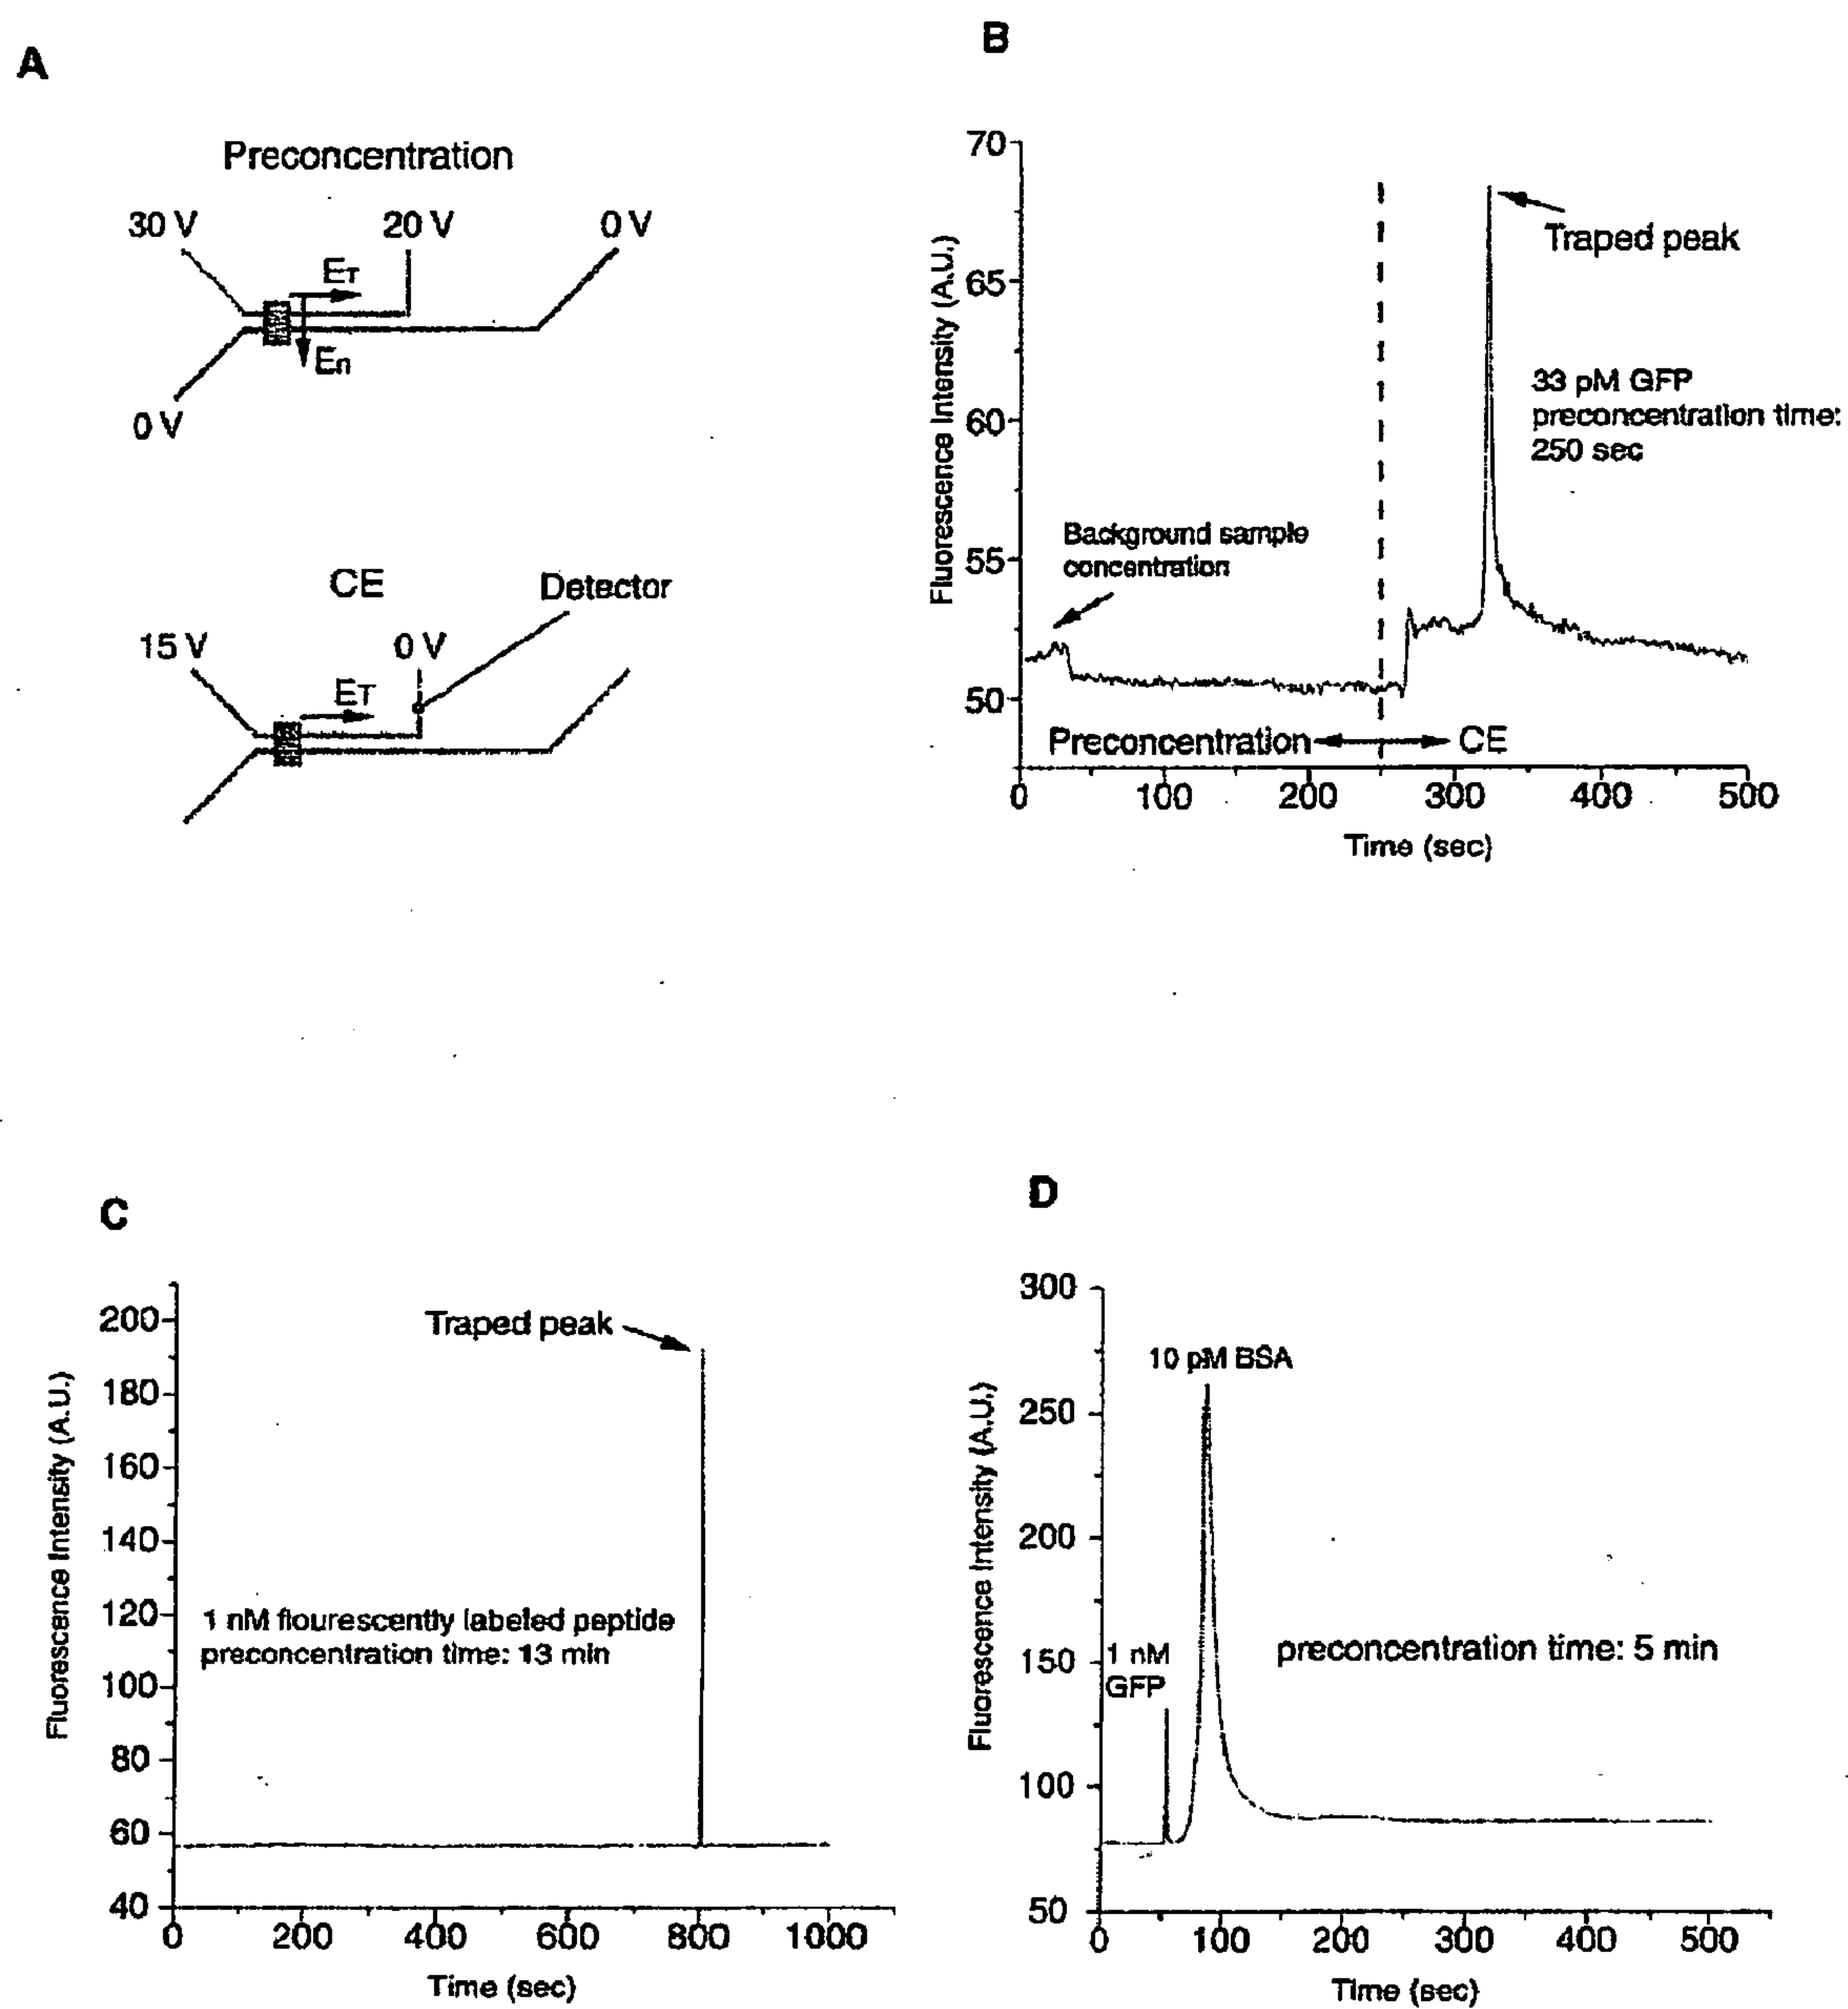 A
Preconcentration
30 V 20 V 0 V
ET
En
0 V
CE Detector
15 V 0 V
ET
B
70
65
60
55
50
Fluorescence Intensity (A.U.)
Traped peak
33 pM GFP
preconcentration time:
250 sec
Background sample
concentration
Preconcentration CE
0 100 200 300 400 500
Time (sec)
C
200
180
160
140
120
100
80
60
40
Fluorescence Intensity (A.U.)
Traped peak
1 nM flourescently labeled peptide
preconcentration time: 13 min
0 200 400 600 800 1000
Time (sec)
D
300
250
200
150
100
50
Fluorescence Intensity (A.U.)
10 pM BSA
1 nM
GFP
preconcentration time: 5 min
0 100 200 300 400 500
Time (sec)